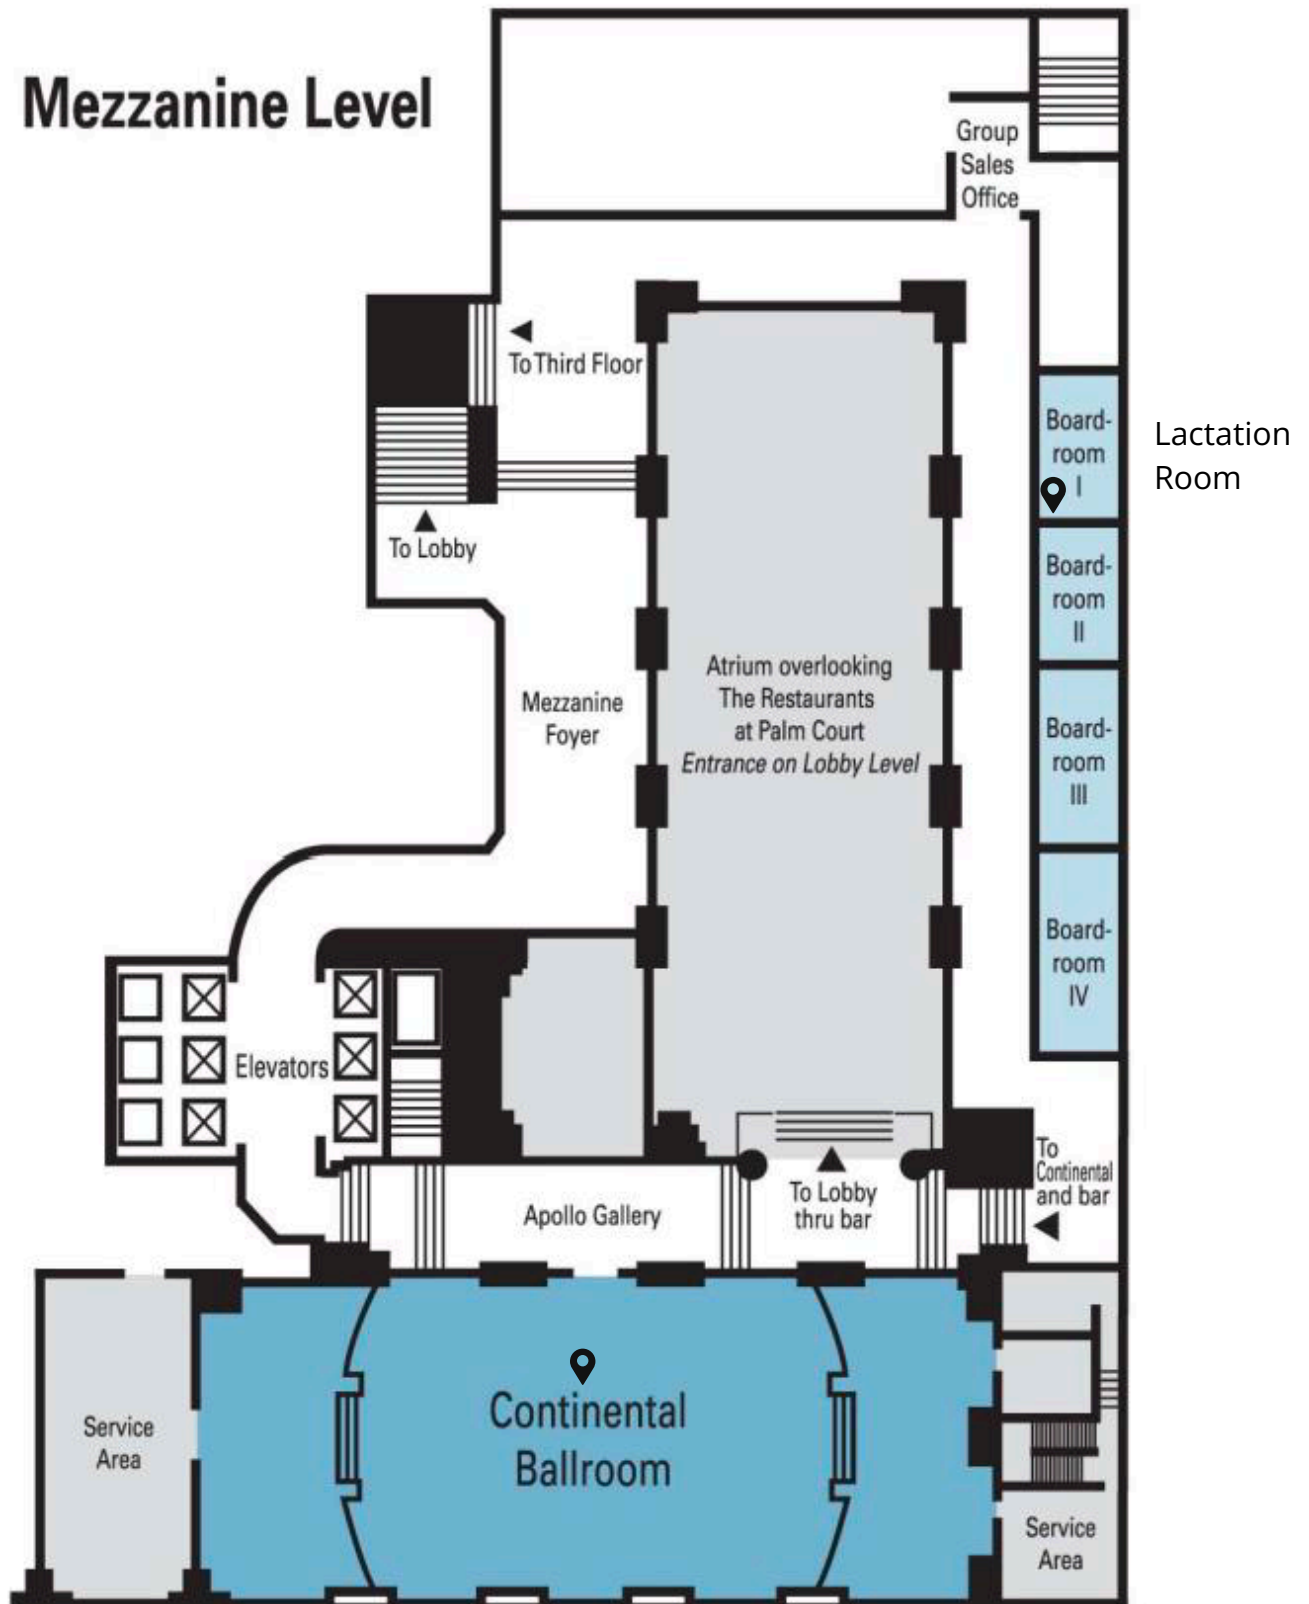 Mezzanine Level
Group
Sales
Office
To Third Floor
Board-
room
I
Lactation
Room
To Lobby
Board-
room
II
Atrium overlooking
The Restaurants
at Palm Court
Entrance on Lobby Level
Mezzanine
Foyer
Board-
room
III
Board-
room
IV
Elevators
To
Continental
and bar
To Lobby
thru bar
Apollo Gallery
Continental
Ballroom
Service
Area
Service
Area